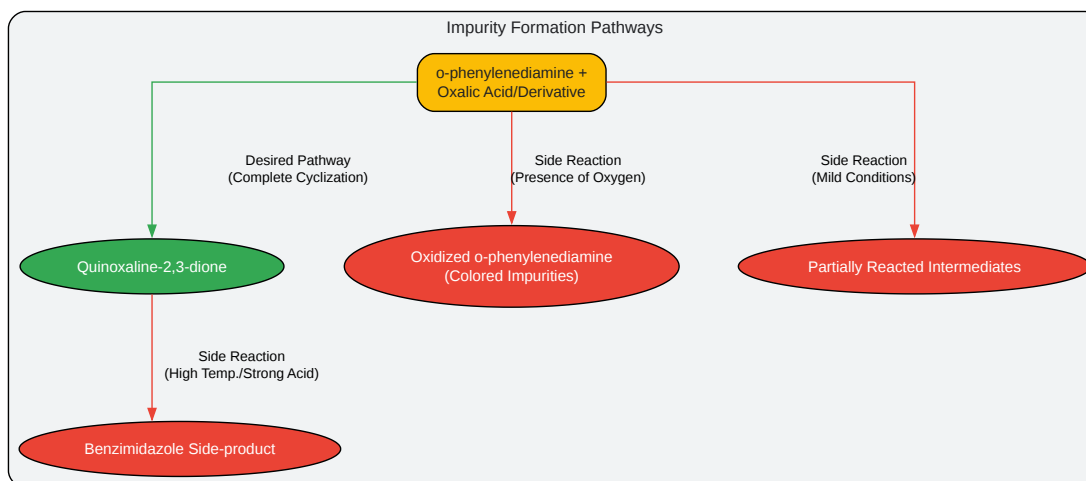 Impurity Formation Pathways
o-phenylenediamine +
Oxalic Acid/Derivative
Desired Pathway
(Complete Cyclization)
Side Reaction
(Presence of Oxygen)
Side Reaction
(Mild Conditions)
Quinoxaline-2,3-dione
Oxidized o-phenylenediamine
(Colored Impurities)
Partially Reacted Intermediates
Side Reaction
(High Temp./Strong Acid)
Benzimidazole Side-product